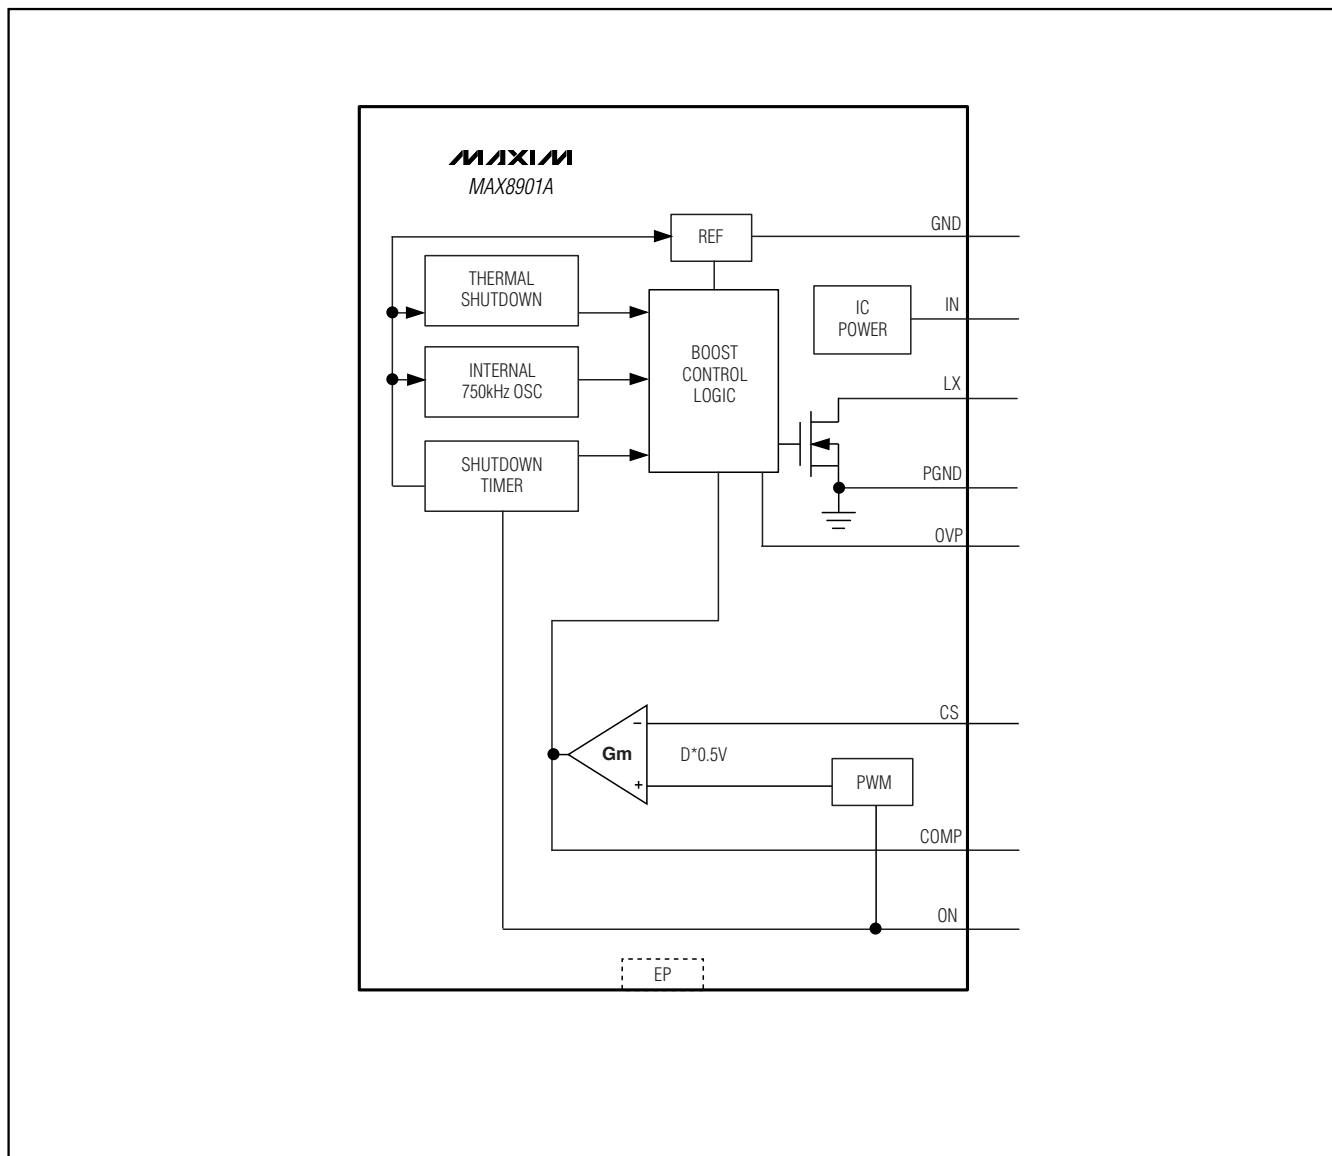 MAXIM
MAX8901A
REF
GND
THERMAL
SHUTDOWN
IC
POWER
IN
INTERNAL
750kHz OSC
BOOST
CONTROL
LOGIC
LX
SHUTDOWN
TIMER
PGND
OVP
CS
−
Gm
D*0.5V
+
PWM
COMP
ON
EP